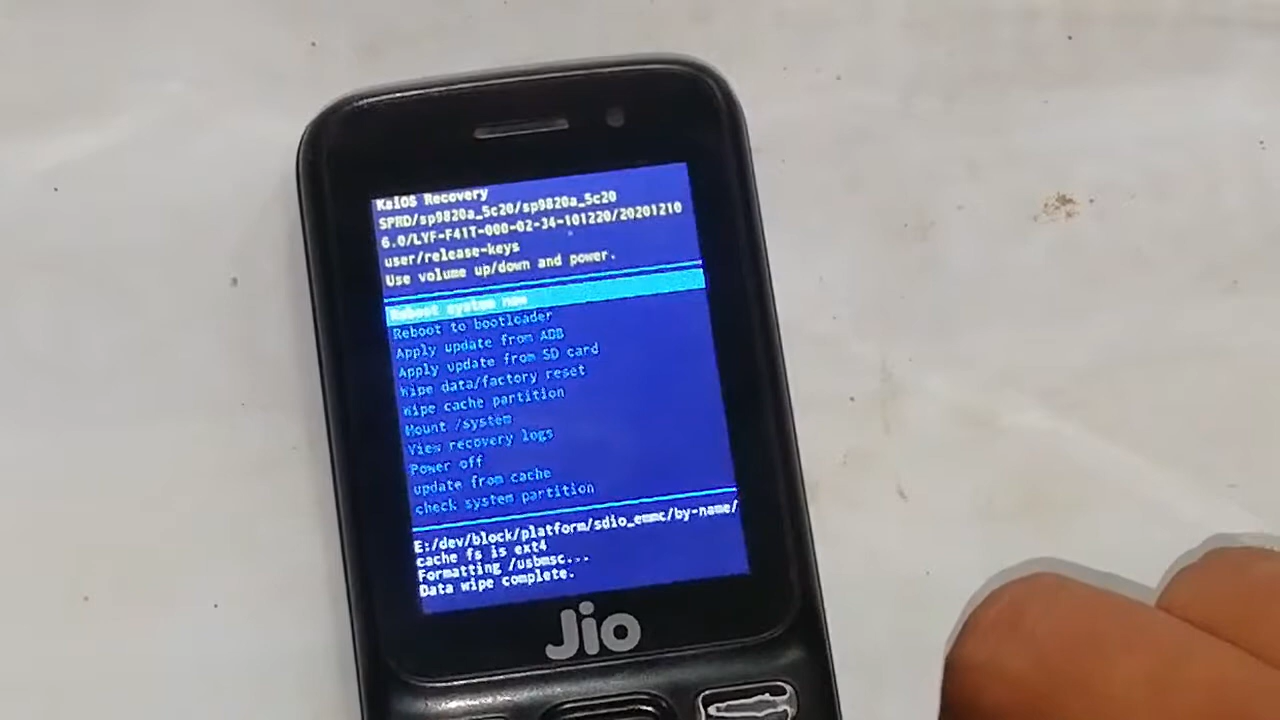 KaiOS Recovery
SPRD/sp9820a_5c20/sp9820a_5c20
6.0/LYF-F41T-000-02-34-101220/20201210
user/release-keys
Use volume up/down and power.
Reboot system now
Reboot to bootloader
Apply update from ADB
Apply update from SD card
Wipe data/factory reset
Wipe cache partition
Mount /system
View recovery logs
Power off
update from cache
check system partition
E:/dev/block/platform/sdio_emmc/by-name/
cache fs is ext4
Formatting /usbmsc...
Data wipe complete.
Jio